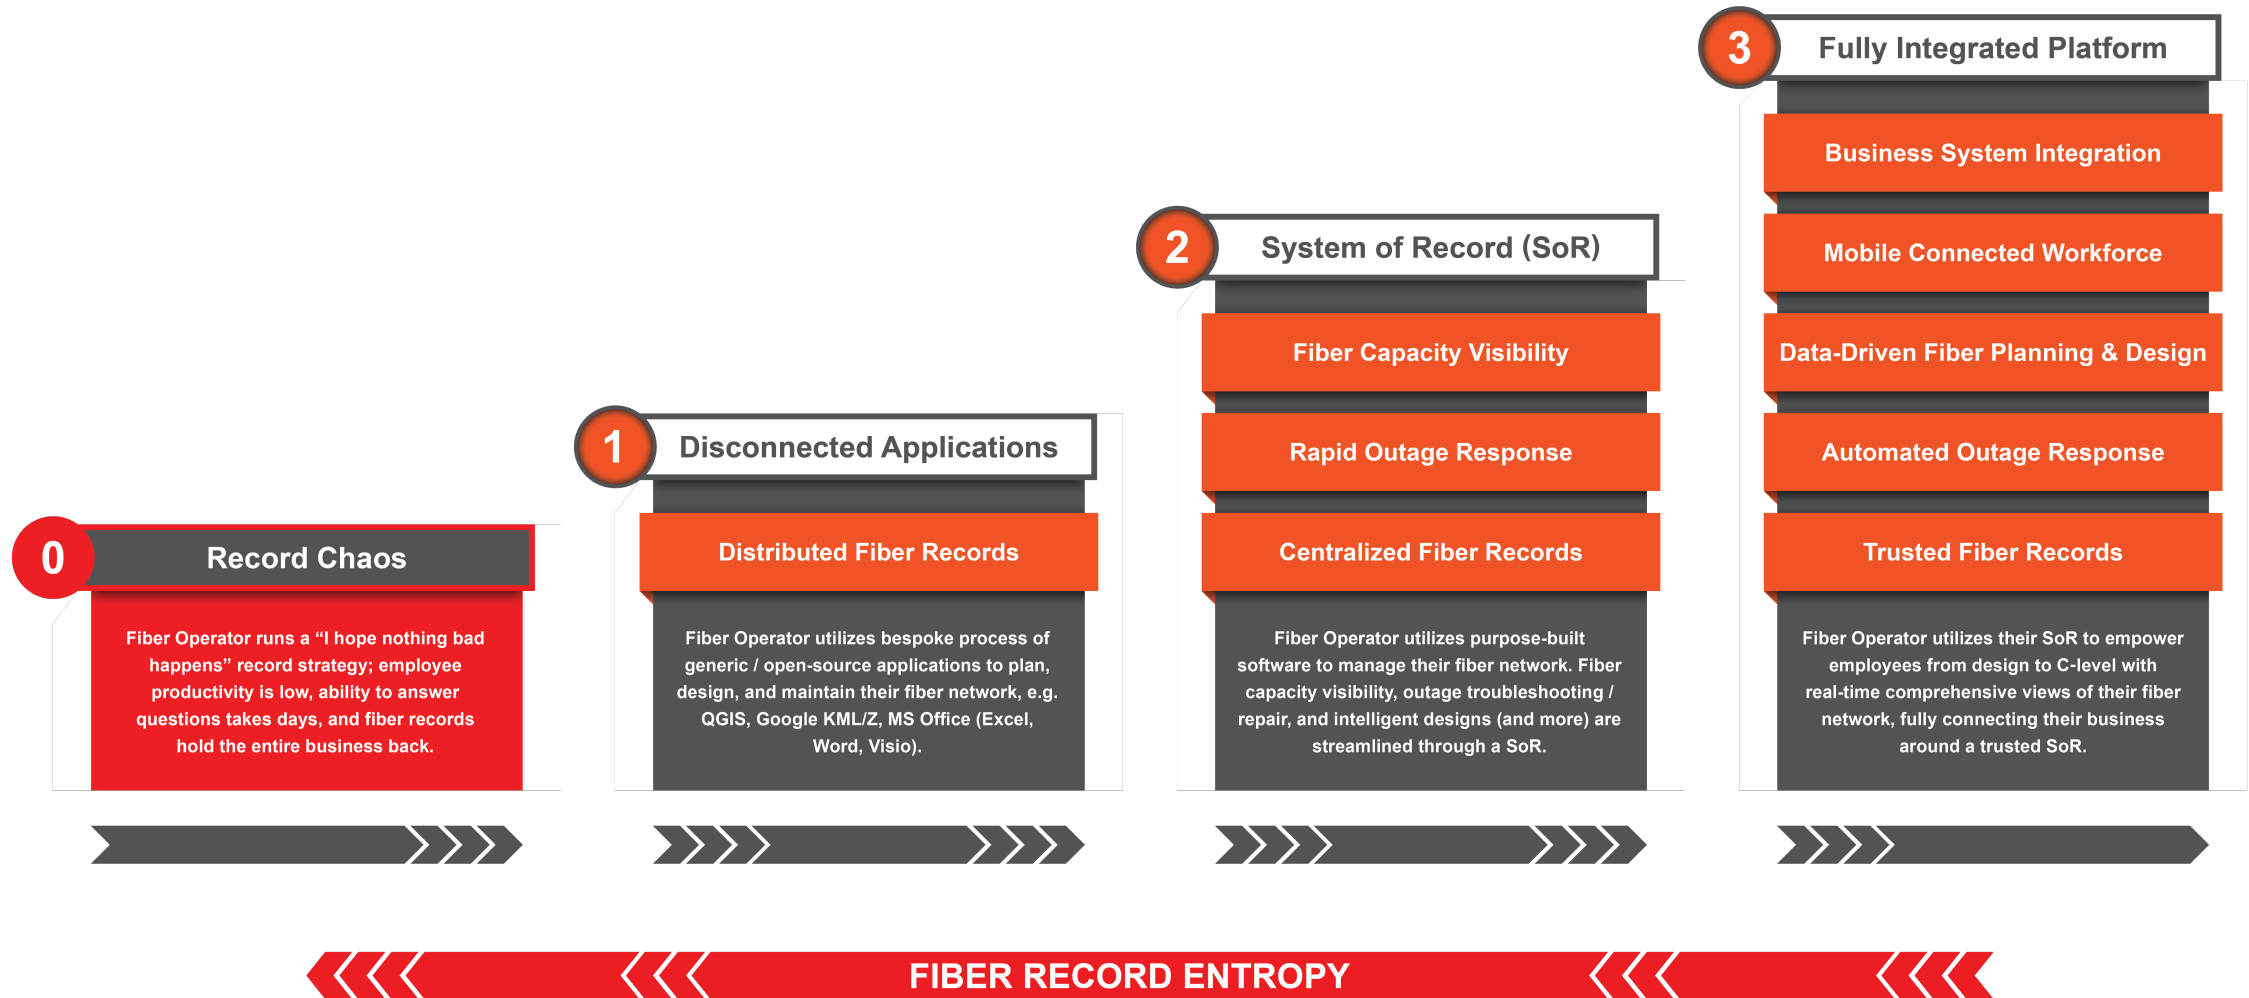 0
Record Chaos
Fiber Operator runs a “I hope nothing bad
happens” record strategy; employee
productivity is low, ability to answer
questions takes days, and fiber records
hold the entire business back.
1
Disconnected Applications
Distributed Fiber Records
Fiber Operator utilizes bespoke process of
generic / open-source applications to plan,
design, and maintain their fiber network, e.g.
QGIS, Google KML/Z, MS Office (Excel,
Word, Visio).
2
System of Record (SoR)
Fiber Capacity Visibility
Rapid Outage Response
Centralized Fiber Records
Fiber Operator utilizes purpose-built
software to manage their fiber network. Fiber
capacity visibility, outage troubleshooting /
repair, and intelligent designs (and more) are
streamlined through a SoR.
3
Fully Integrated Platform
Business System Integration
Mobile Connected Workforce
Data-Driven Fiber Planning & Design
Automated Outage Response
Trusted Fiber Records
Fiber Operator utilizes their SoR to empower
employees from design to C-level with
real-time comprehensive views of their fiber
network, fully connecting their business
around a trusted SoR.
FIBER RECORD ENTROPY